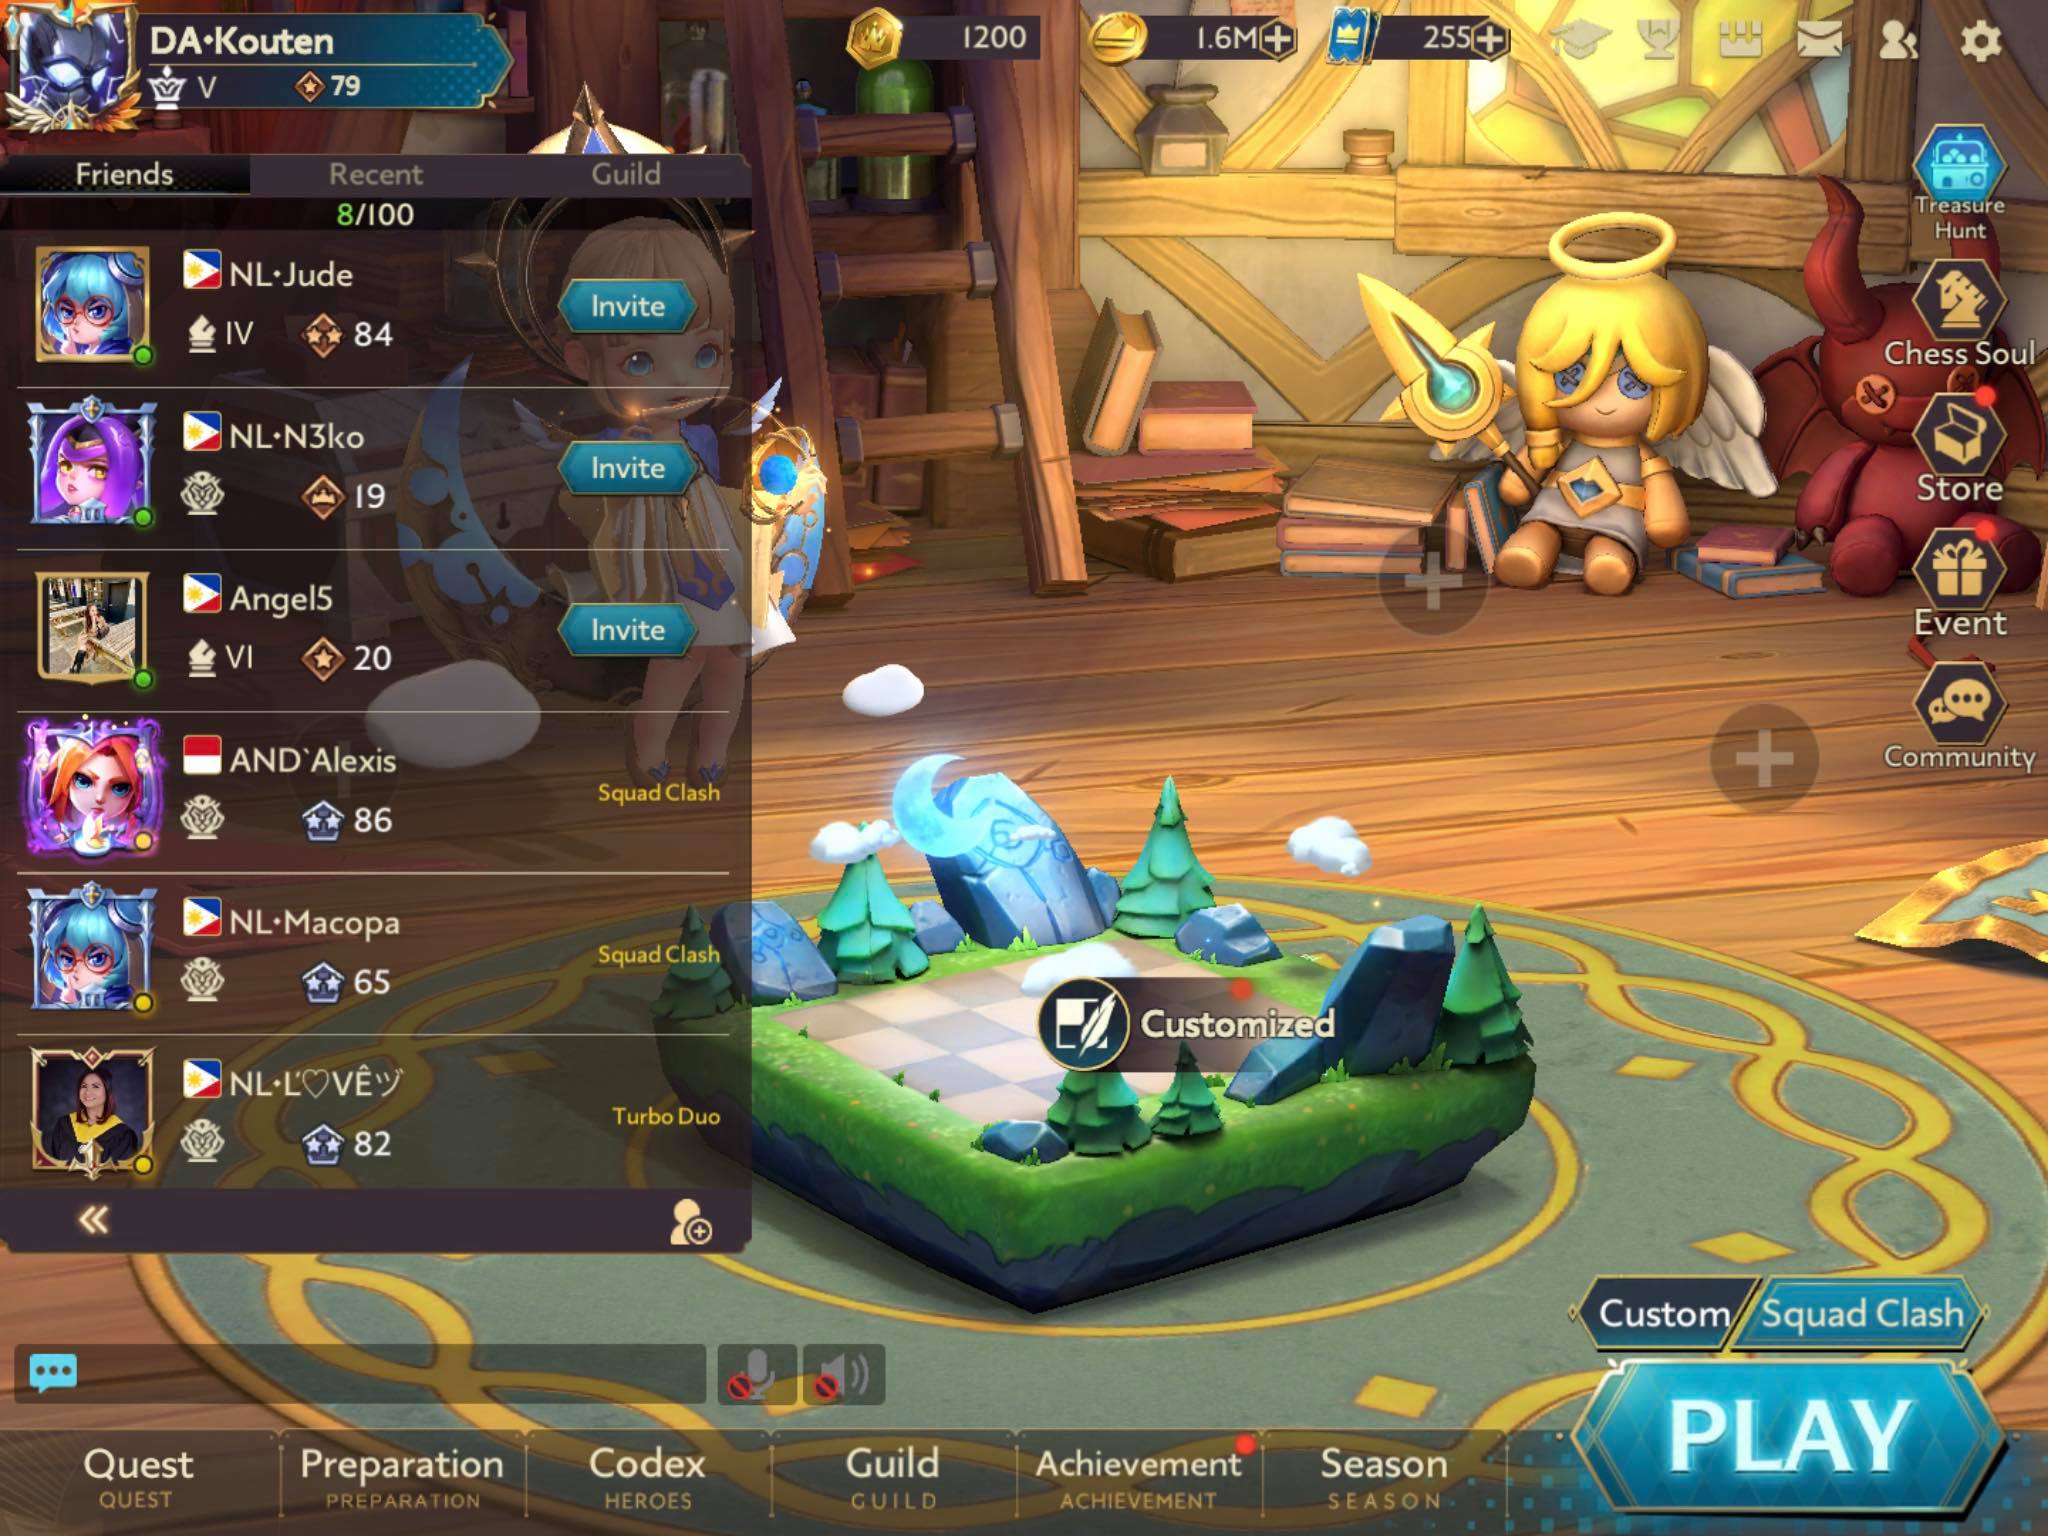 DA•Kouten
V
79
1200
1.6M
255
Friends
Recent
Guild
8/100
NL•Jude
IV
84
Invite
NL•N3ko
19
Invite
Angel5
VI
20
Invite
AND`Alexis
86
Squad Clash
NL•Macopa
65
Squad Clash
NL•Ľ♡VÊヅ
82
Turbo Duo
Treasure
Hunt
Chess Soul
Store
Event
Community
Customized
Custom
Squad Clash
PLAY
Quest
QUEST
Preparation
PREPARATION
Codex
HEROES
Guild
GUILD
Achievement
ACHIEVEMENT
Season
SEASON